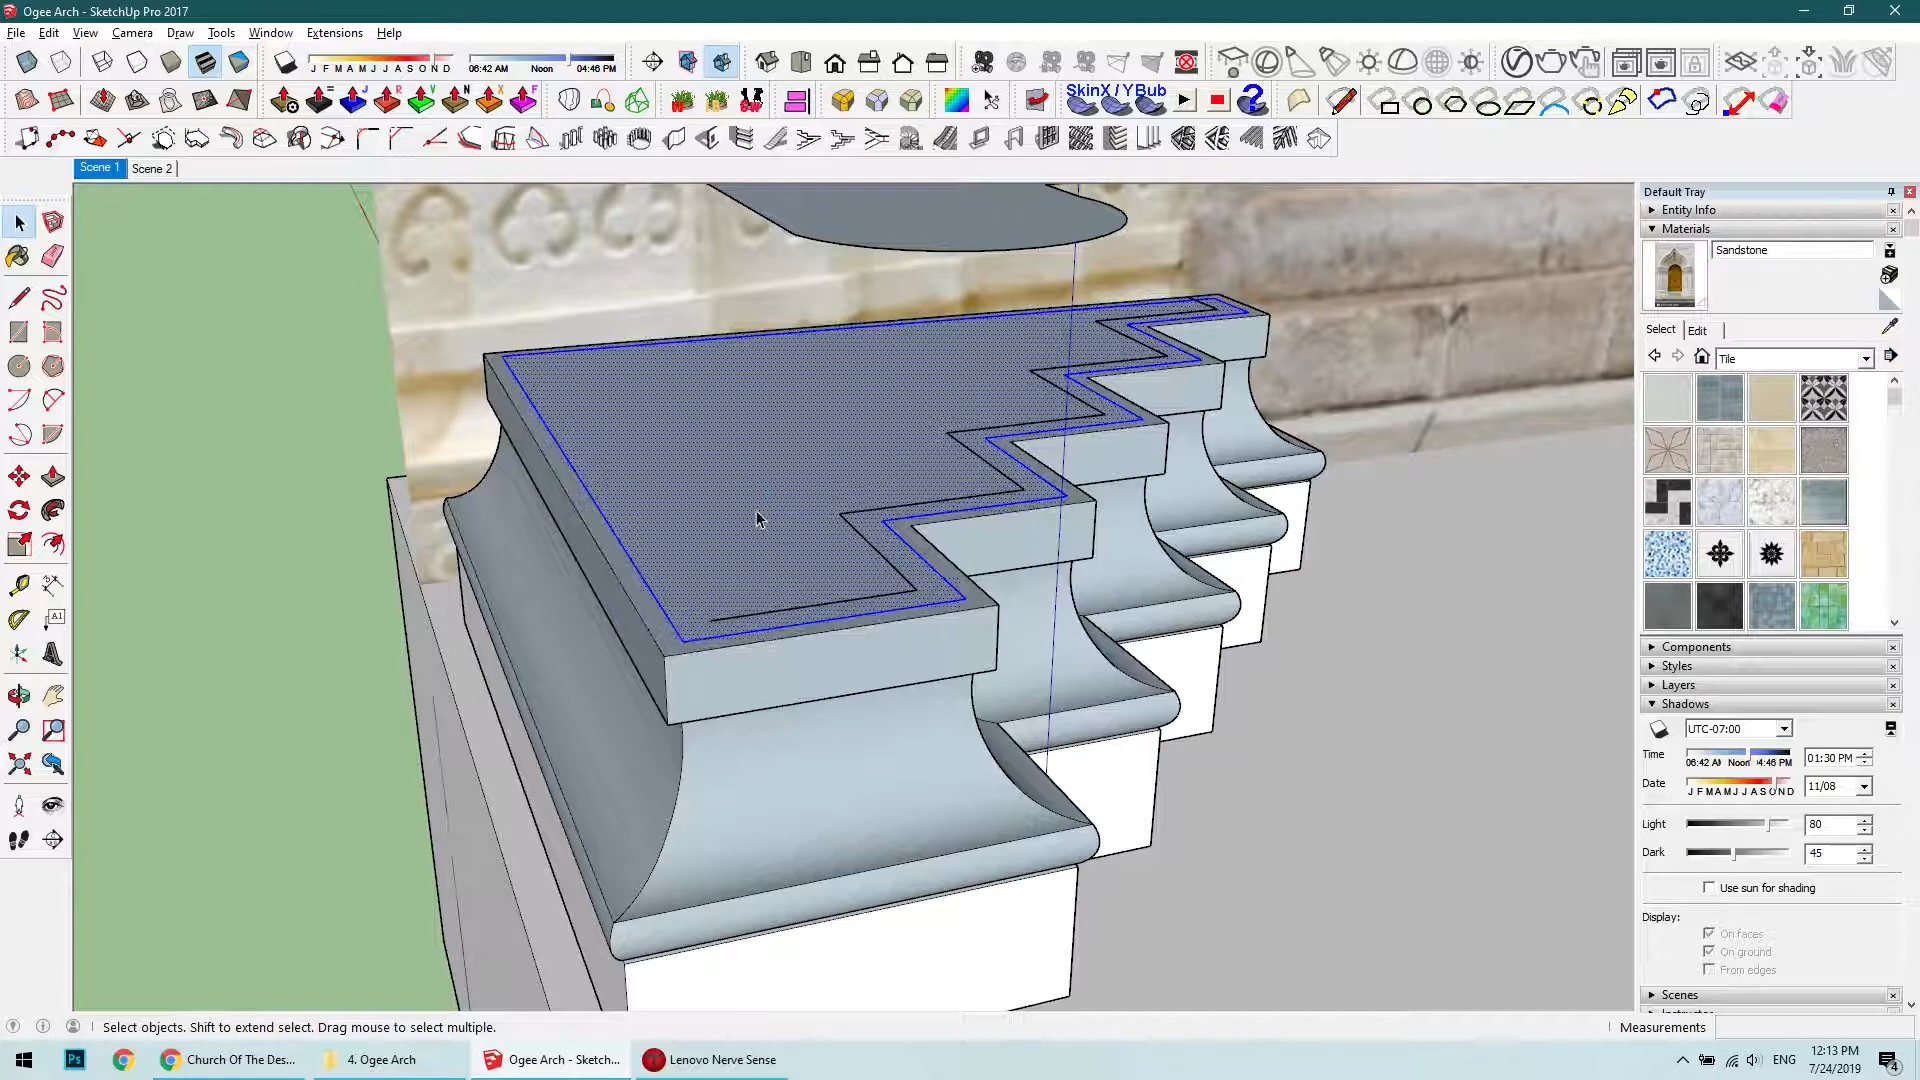 Ogee Arch - SketchUp Pro 2017
File Edit View Camera Draw Tools Window Extensions Help
J F M A M J J A S O N D 06:42 AM Noon 04:46 PM
SkinX / YBub
= J R V N X F
Scene 1 Scene 2
Default Tray
Entity Info
Materials
Sandstone
Select Edit
Tile
Components
Styles
Layers
Shadows
UTC-07:00
Time 06:42 AM Noon 04:46 PM 01:30 PM
Date J F M A M J J A S O N D 11/08
Light 80
Dark 45
Use sun for shading
Display:
On faces
On ground
From edges
Scenes
Select objects. Shift to extend select. Drag mouse to select multiple.
Measurements
Ps Church Of The Des... 4. Ogee Arch Ogee Arch - Sketch... Lenovo Nerve Sense
ENG 12:13 PM
7/24/2019 4